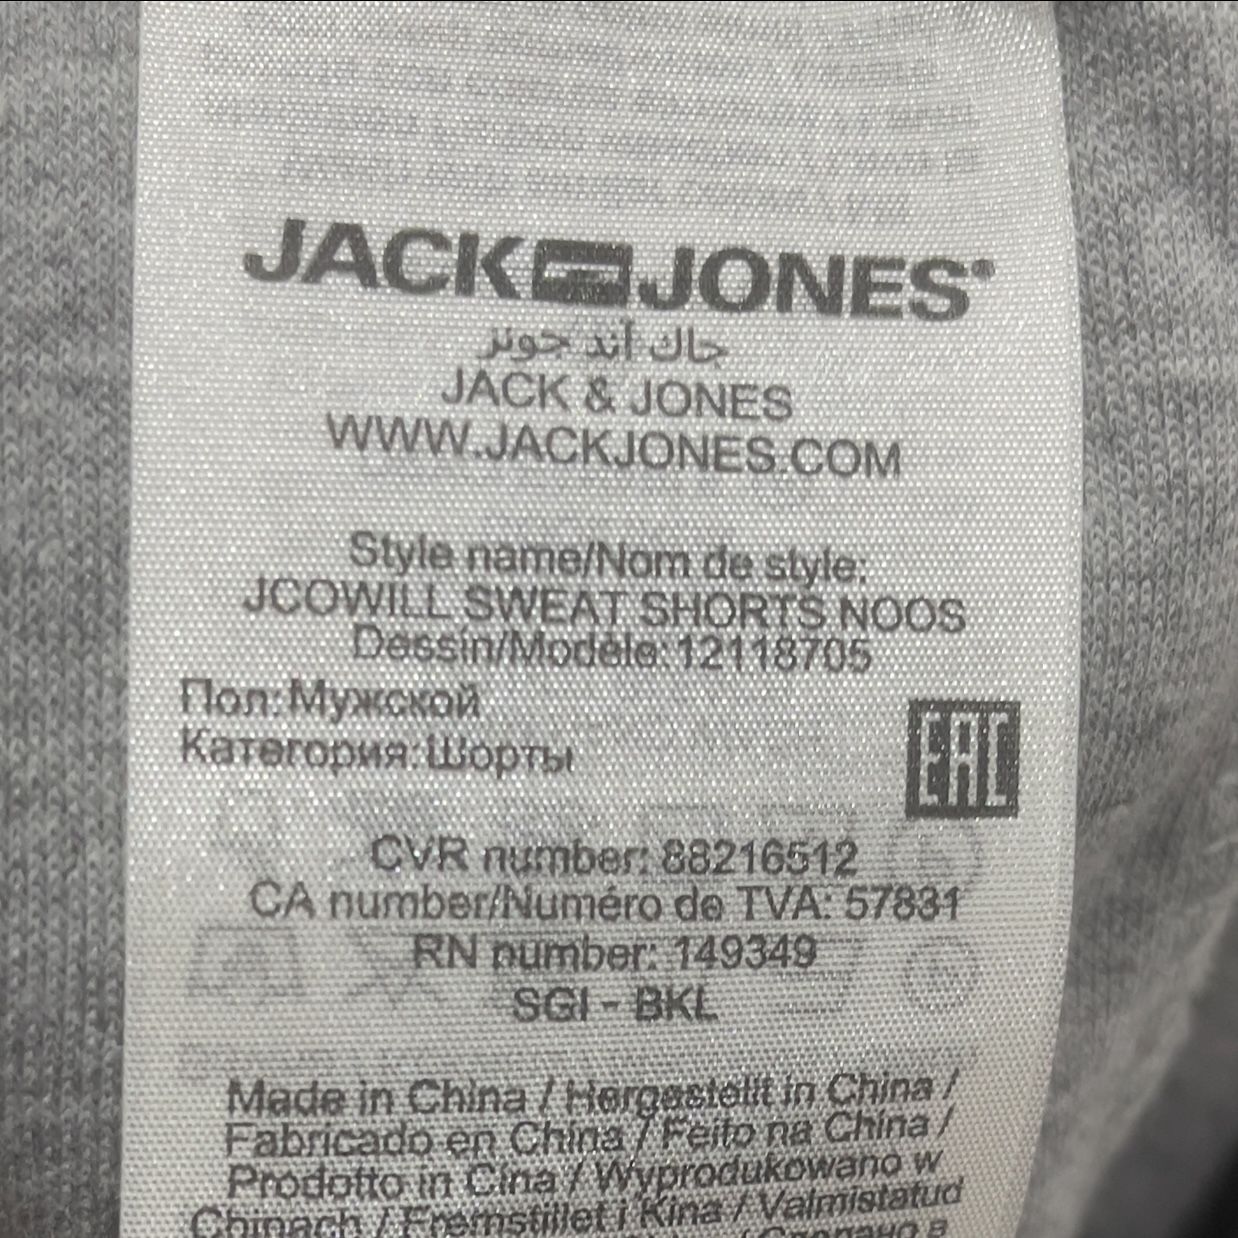 JACK JONES®
جاك أند جونز
JACK & JONES
WWW.JACKJONES.COM
Style name/Nom de style:
JCOWILL SWEAT SHORTS NOOS
Dessin/Modèle:12118705
Пол:Мужской
Категория:Шорты
EAC
CVR number: 88216512
CA number/Numéro de TVA: 57831
RN number: 149349
SGI - BKL
Made in China / Hergestellt in China /
Fabricado en China / Feito na China /
Prodotto in Cina / Wyprodukowano w
Chinach / Fremstillet i Kina / Valmistatud
Сделано в